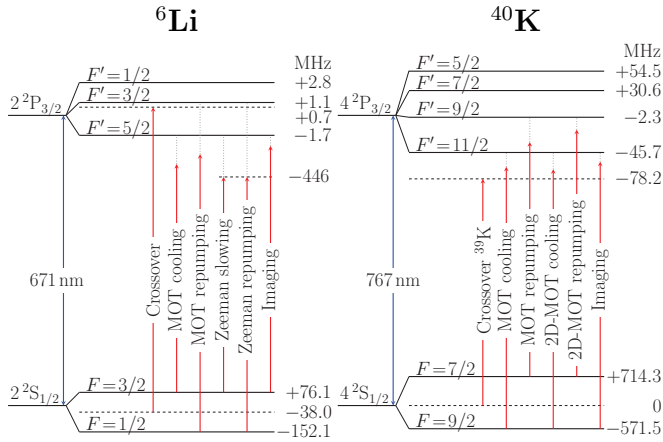 ⁶Li
⁴⁰K
MHz
F′=1/2
+2.8
F′=3/2
+1.1
2 ²P₃/₂
+0.7
F′=5/2
−1.7
−446
671 nm
Crossover
MOT cooling
MOT repumping
Zeeman slowing
Zeeman repumping
Imaging
F=3/2
+76.1
2 ²S₁/₂
−38.0
F=1/2
−152.1
MHz
F′=5/2
+54.5
F′=7/2
+30.6
4 ²P₃/₂
F′=9/2
−2.3
F′=11/2
−45.7
−78.2
767 nm
Crossover ³⁹K
MOT cooling
MOT repumping
2D-MOT cooling
2D-MOT repumping
Imaging
F=7/2
+714.3
4 ²S₁/₂
0
F=9/2
−571.5